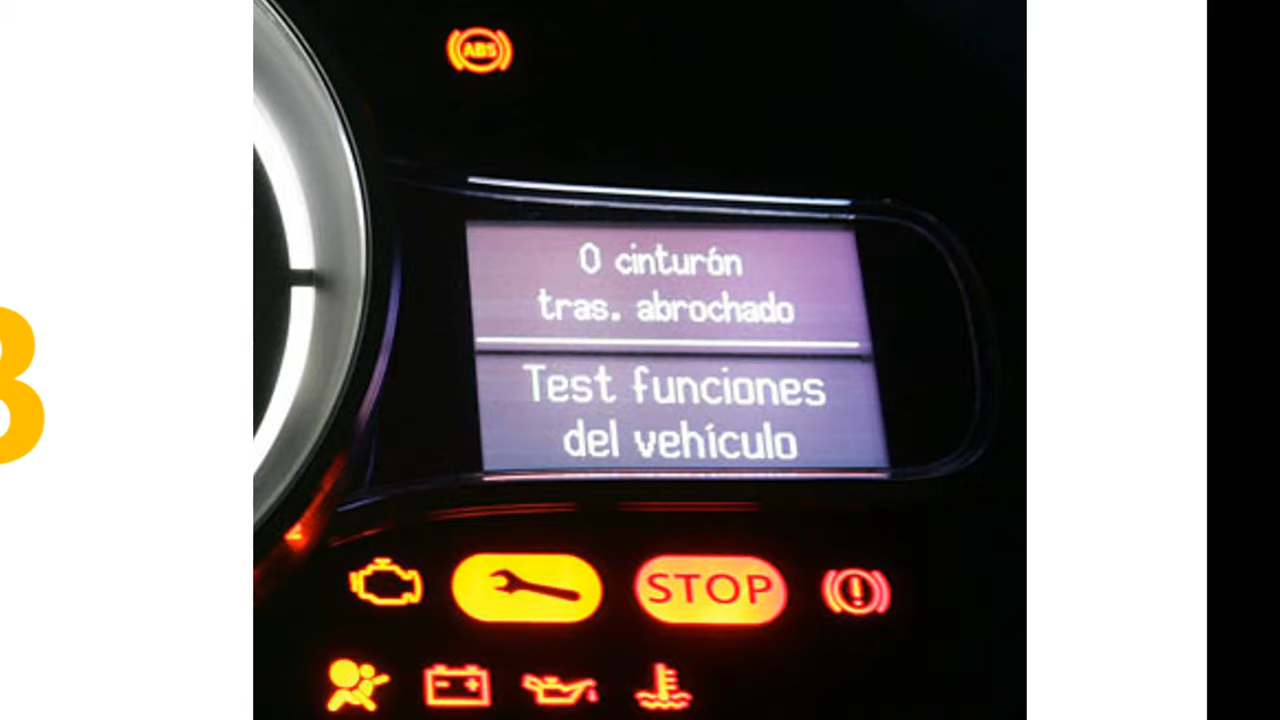 ABS
0 cinturón
tras. abrochado
Test funciones
del vehículo
STOP